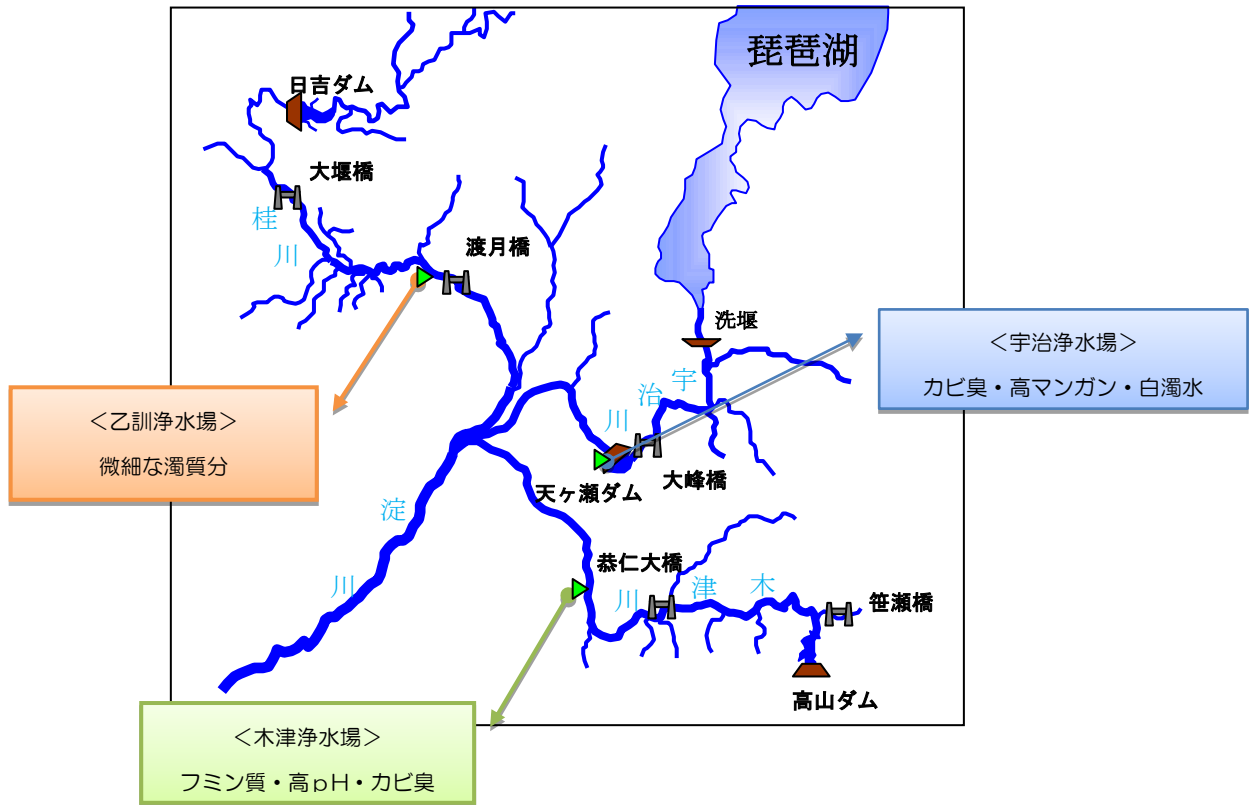 琵琶湖
日吉ダム
大堰橋
桂川
渡月橋
洗堰
宇治川
＜宇治浄水場＞
カビ臭・高マンガン・白濁水
＜乙訓浄水場＞
微細な濁質分
大峰橋
天ヶ瀬ダム
淀川
恭仁大橋
木津川
笹瀬橋
高山ダム
＜木津浄水場＞
フミン質・高ｐH・カビ臭